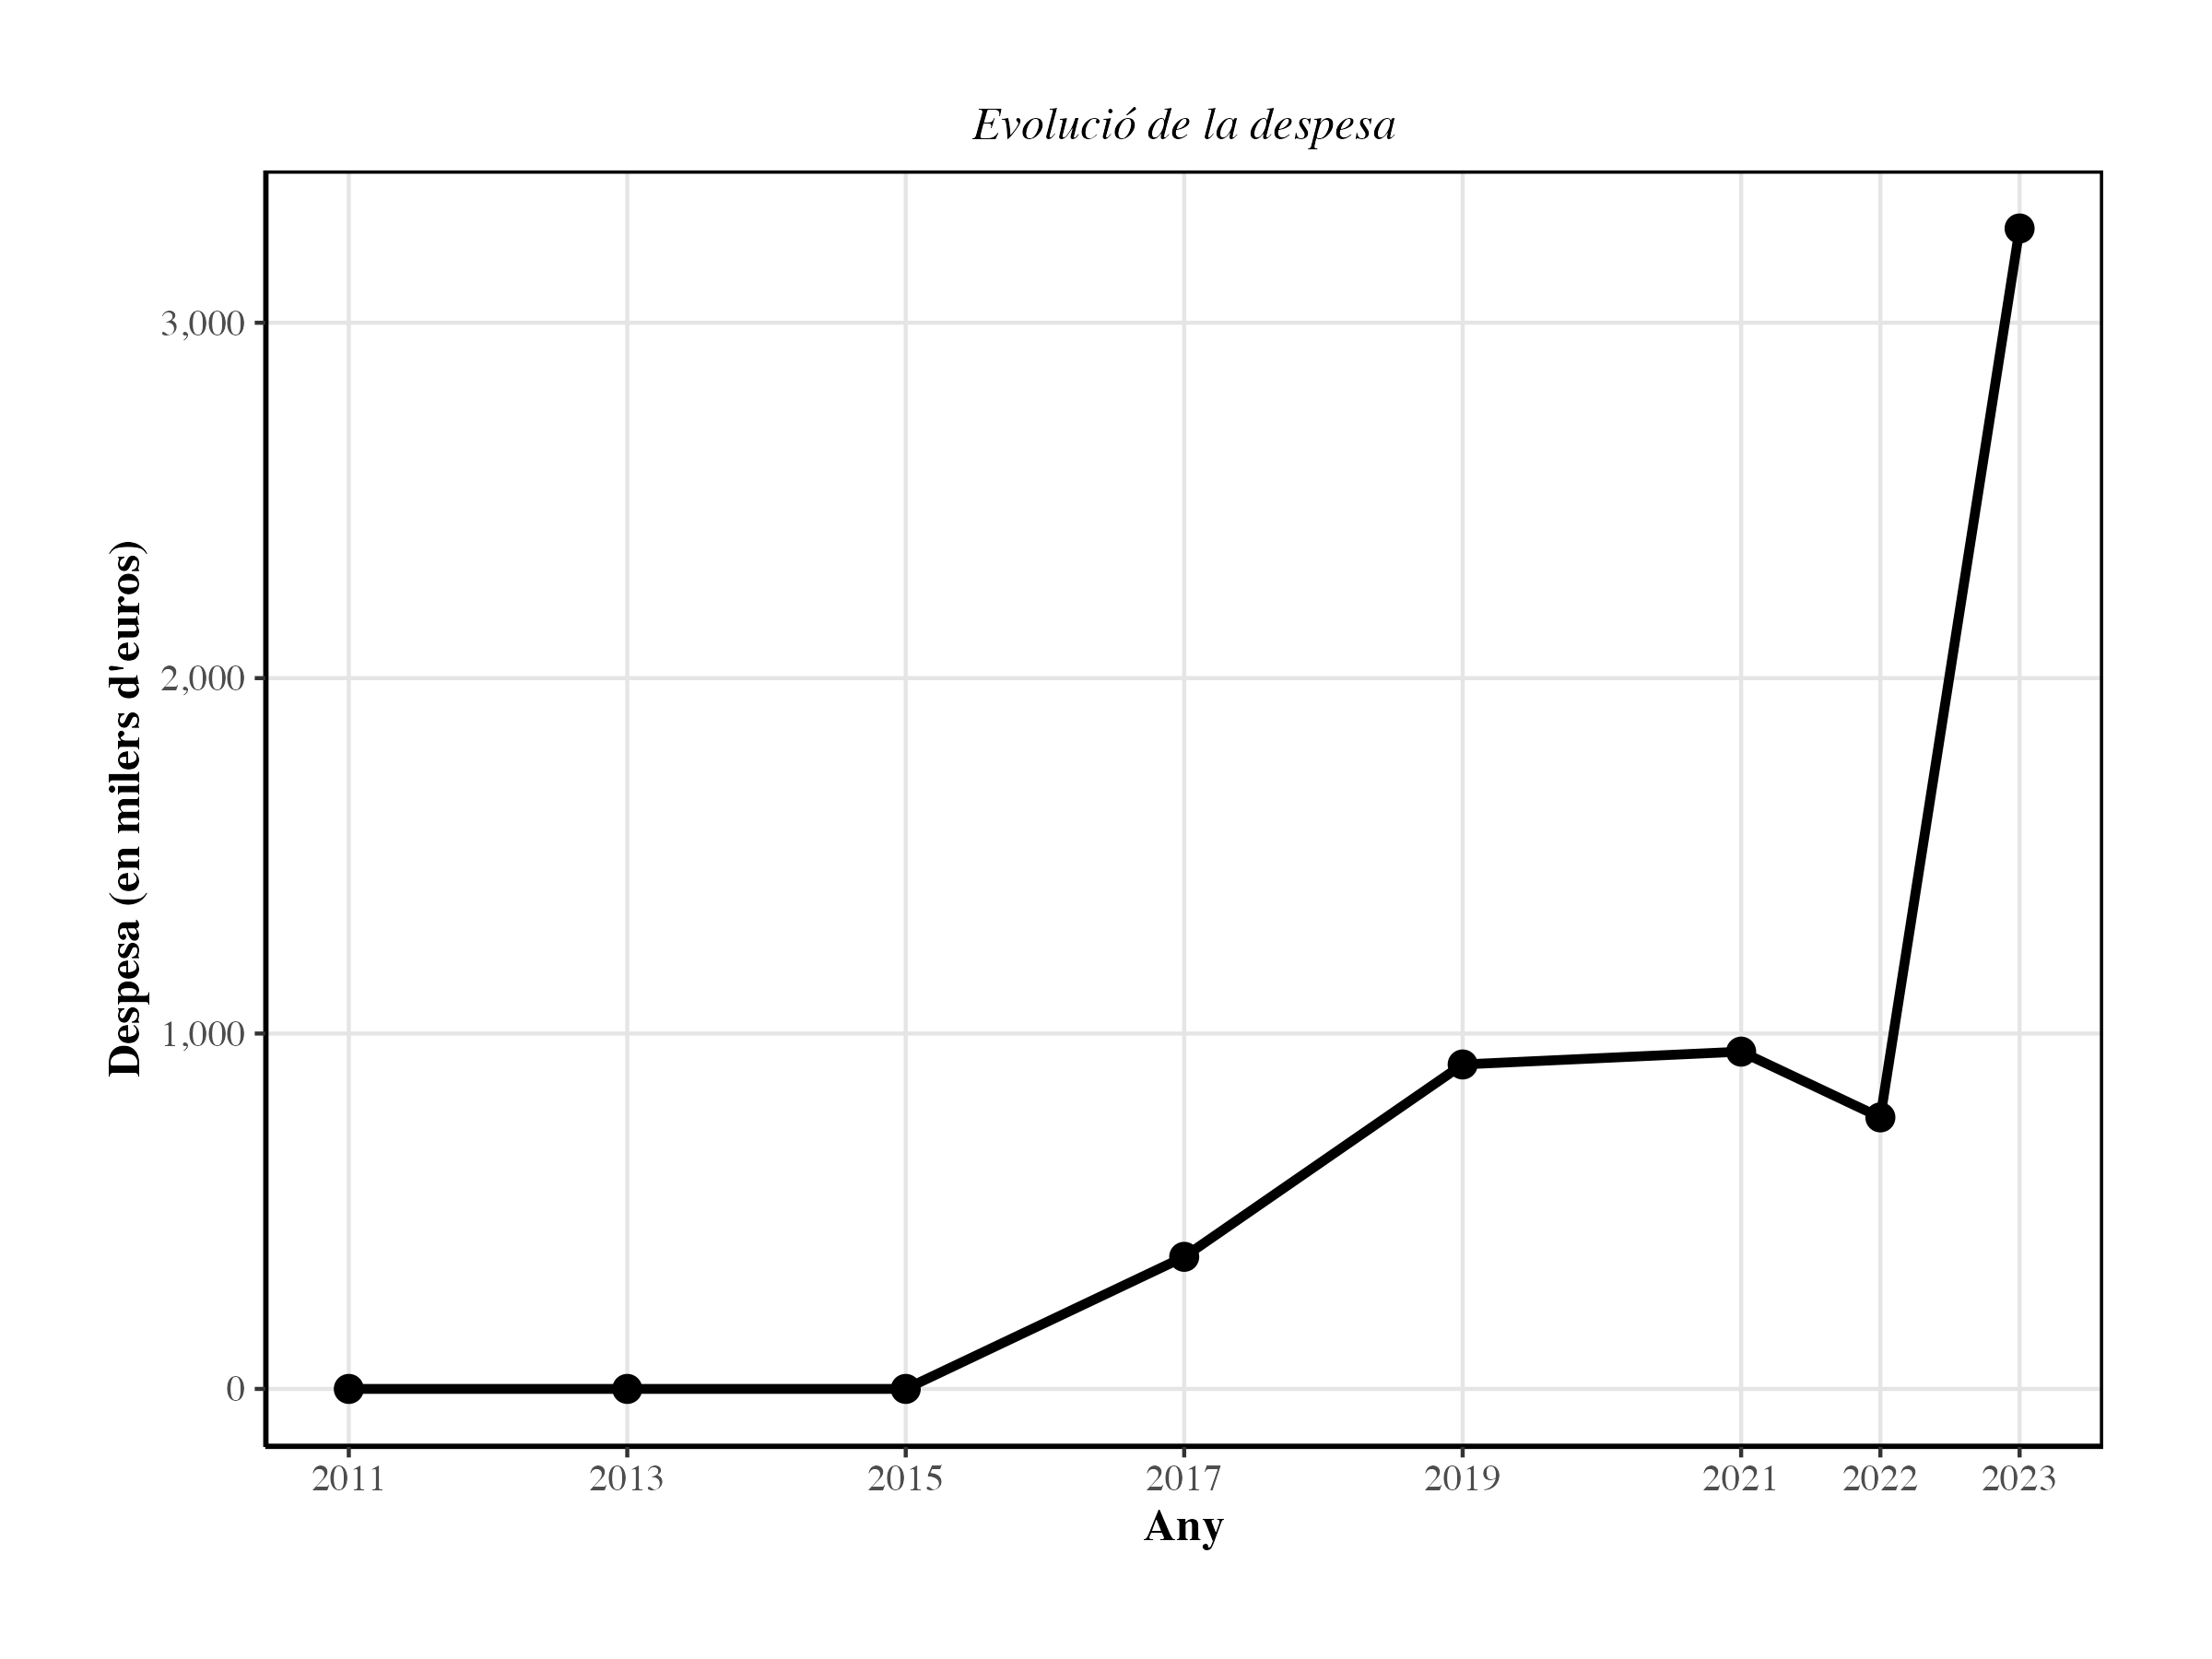 Evolució de la despesa
Despesa (en milers d'euros)
3,000
2,000
1,000
0
2011 2013 2015 2017 2019 2021 2022 2023
Any